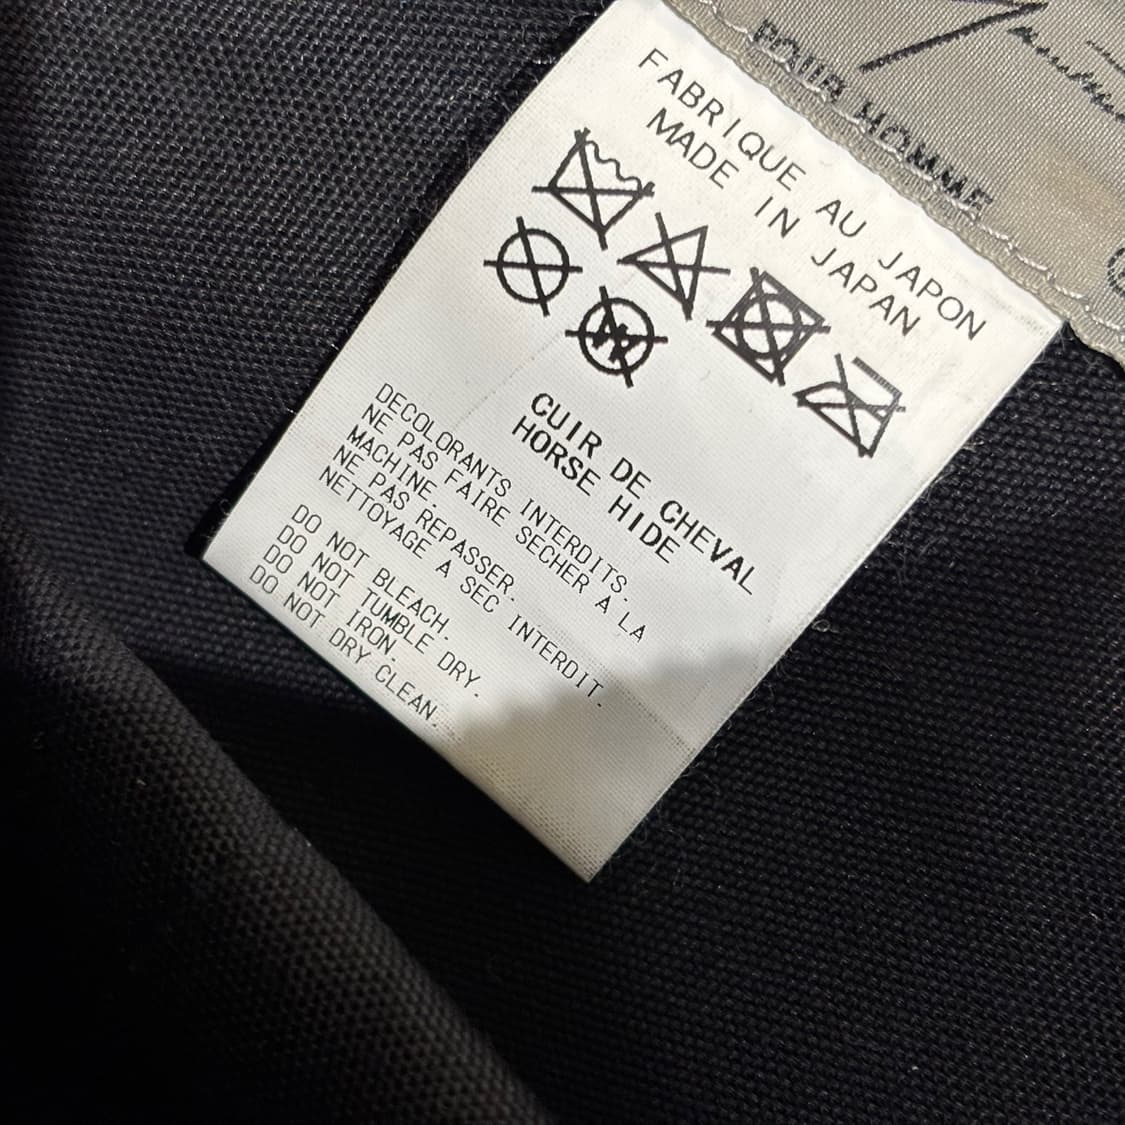 POUR HOMME
FABRIQUE AU JAPON
MADE IN JAPAN
CUIR DE CHEVAL
HORSE HIDE
DECOLORANTS INTERDITS.
NE PAS FAIRE SECHER A LA
MACHINE.
NE PAS REPASSER.
NETTOYAGE A SEC INTERDIT.
DO NOT BLEACH.
DO NOT TUMBLE DRY.
DO NOT IRON.
DO NOT DRY CLEAN.